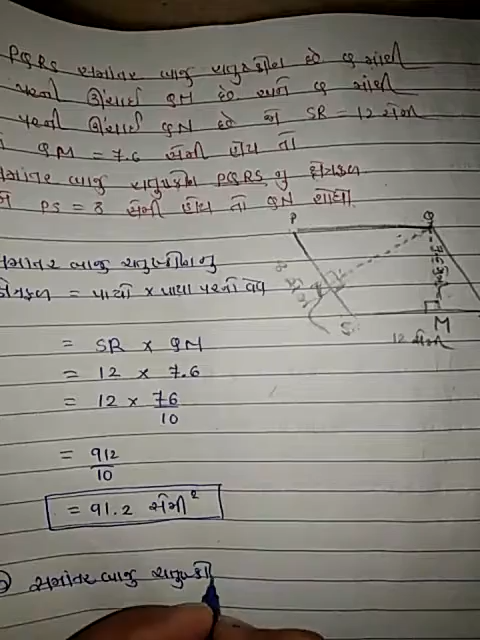 PQRS સમાંતર બાજુ ચતુષ્કોણ છે Q માંથી
પરની ઊંચાઈ QM છે અને Q માંથી
પરની ઊંચાઈ QN છે જો SR = 12 સેમી
QM = 7.6 સેમી હોય તો
સમાંતર બાજુ ચતુષ્કોણ PQRS નું ક્ષેત્રફળ
PS = 8 સેમી હોય તો QN શોધો
P Q
સમાંતર બાજુ ચતુષ્કોણનું
ક્ષેત્રફળ = પાયો × પાયા પરનો વેધ
S M
12 સેમી
= SR × QM
= 12 × 7.6
= 12 × 76
10
= 912
10
= 91.2 સેમી²
સમાંતર બાજુ ચતુષ્કો